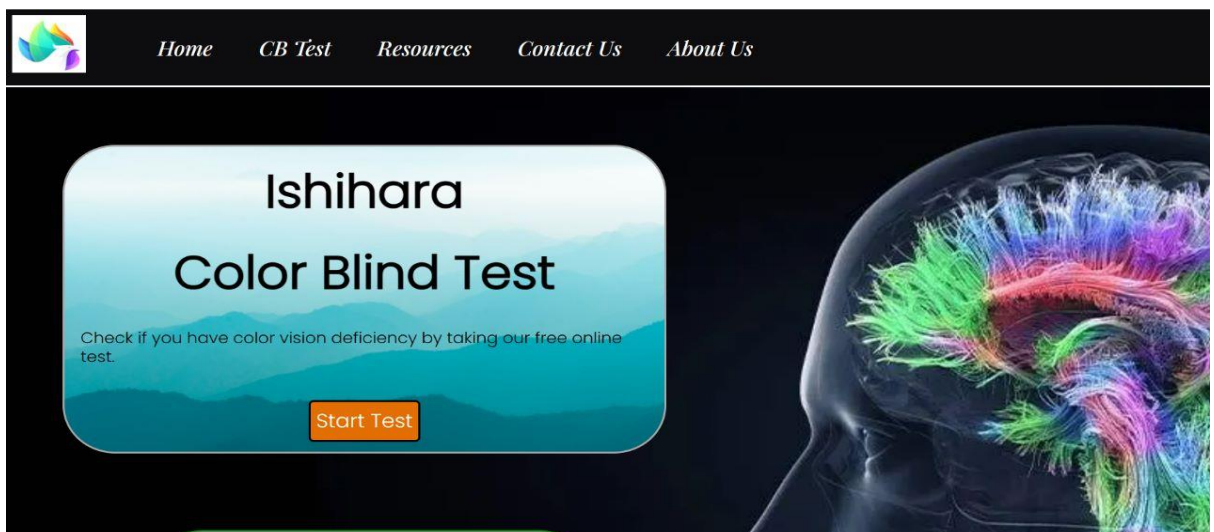 Home CB Test Resources Contact Us About Us
Ishihara
Color Blind Test
Check if you have color vision deficiency by taking our free online
test.
Start Test